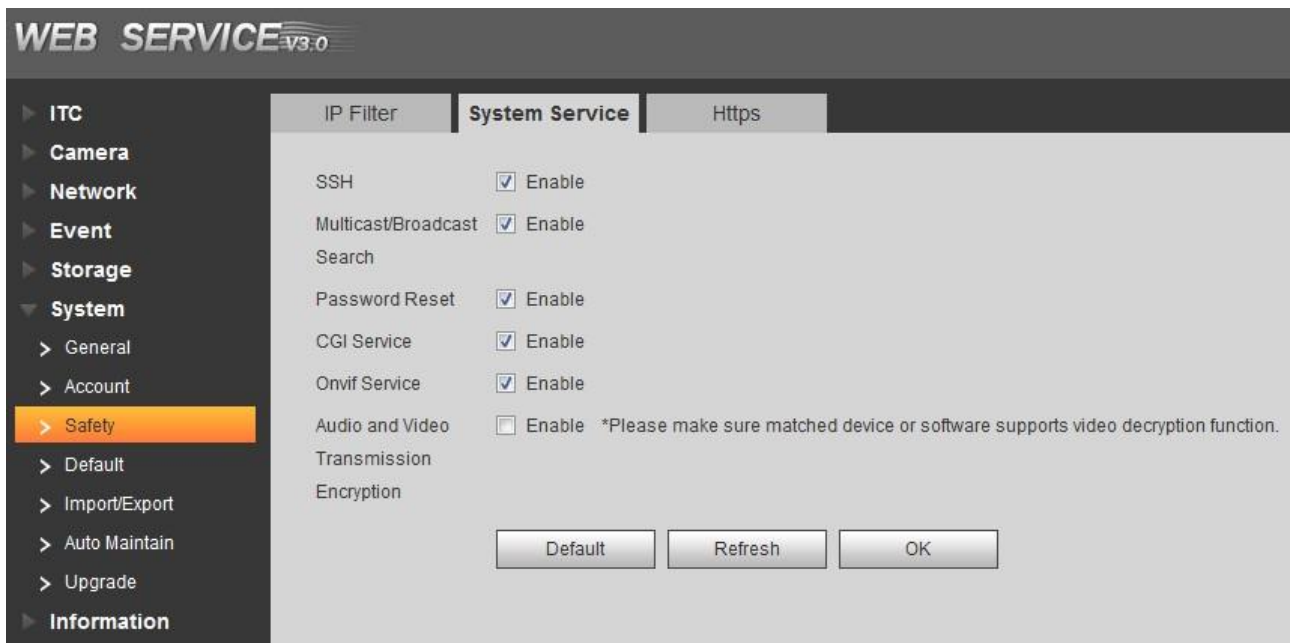 WEB SERVICE V3.0
ITC
Camera
Network
Event
Storage
System
General
Account
Safety
Default
Import/Export
Auto Maintain
Upgrade
Information
IP Filter System Service Https
SSH Enable
Multicast/Broadcast Enable
Search
Password Reset Enable
CGI Service Enable
Onvif Service Enable
Audio and Video Enable *Please make sure matched device or software supports video decryption function.
Transmission
Encryption
Default Refresh OK